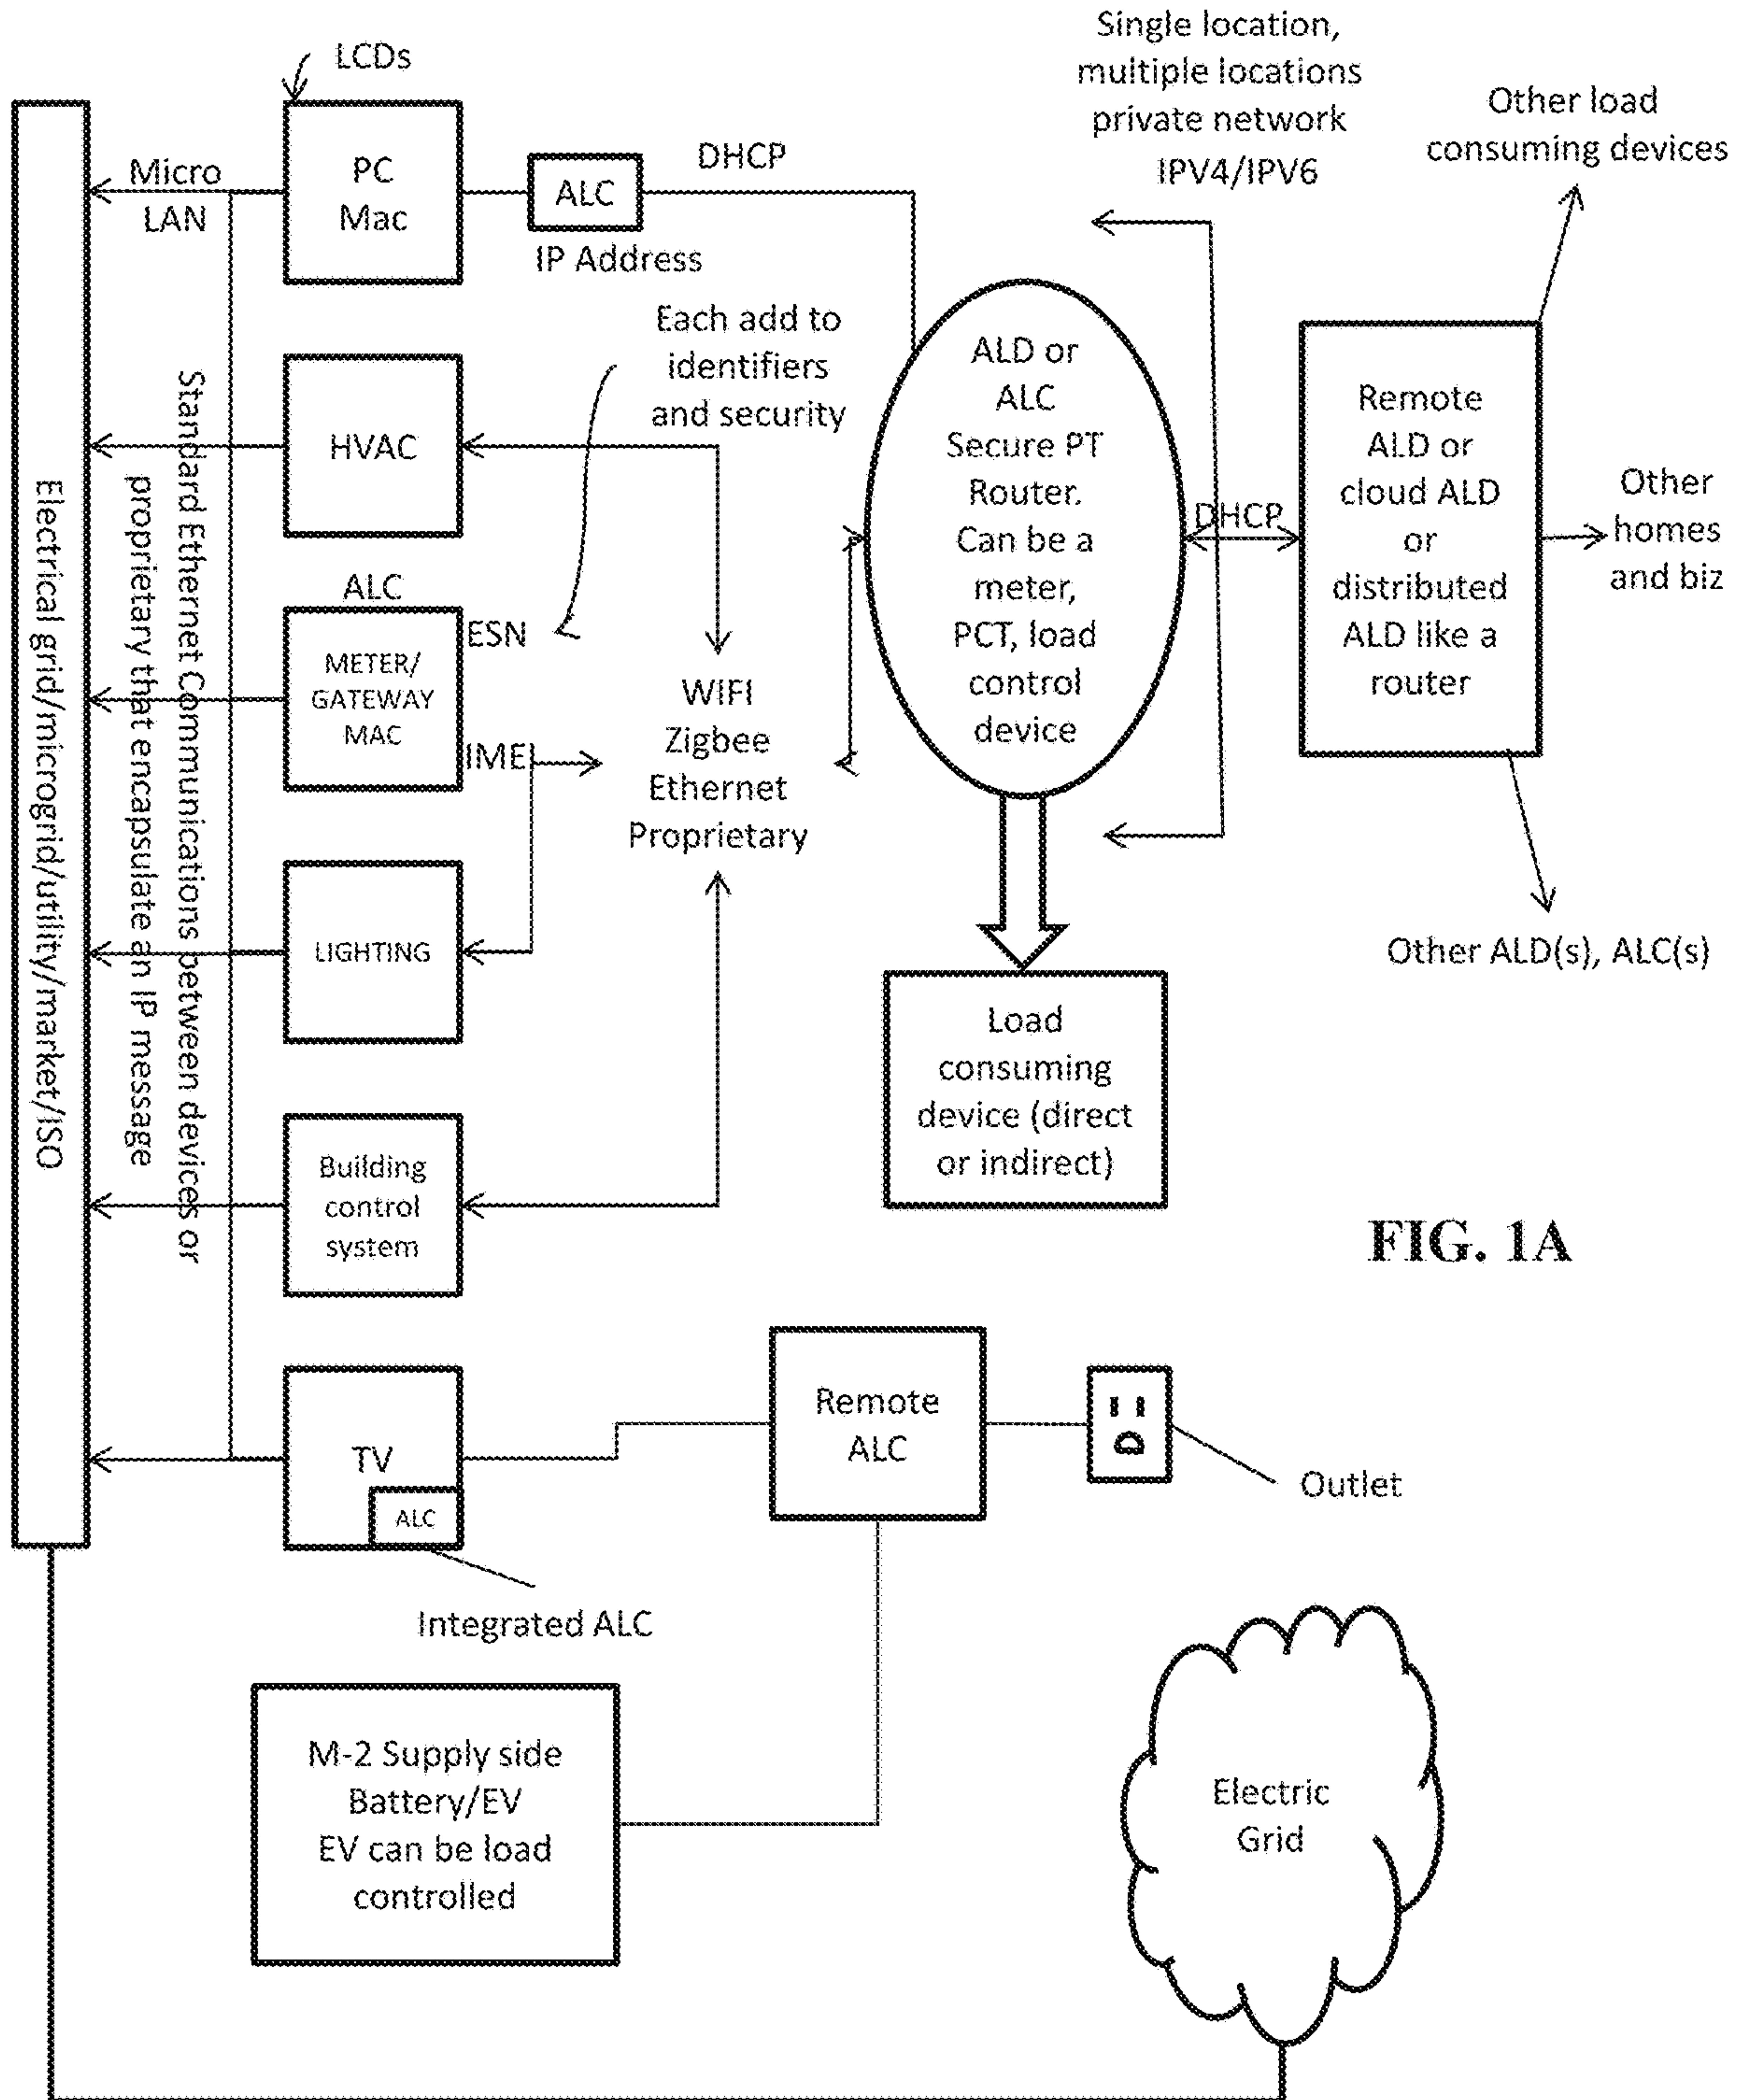 LCDs
Single location,
multiple locations
private network
IPV4/IPV6
Other load
consuming devices
Micro
LAN
PC
Mac
ALC
IP Address
DHCP
Each add to
identifiers
and security
HVAC
ALC
METER/
GATEWAY
MAC
ESN
IMEI
WIFI
Zigbee
Ethernet
Proprietary
ALD or
ALC
Secure PT
Router.
Can be a
meter,
PCT, load
control
device
DHCP
Remote
ALD or
cloud ALD
or
distributed
ALD like a
router
Other
homes
and biz
Other ALD(s), ALC(s)
Electrical grid/microgrid/utility/market/ISO
Standard Ethernet Communications between devices or
proprietary that encapsulate an IP message
LIGHTING
Load
consuming
device (direct
or indirect)
Building
control
system
FIG. 1A
TV
ALC
Remote
ALC
Outlet
Integrated ALC
M-2 Supply side
Battery/EV
EV can be load
controlled
Electric
Grid